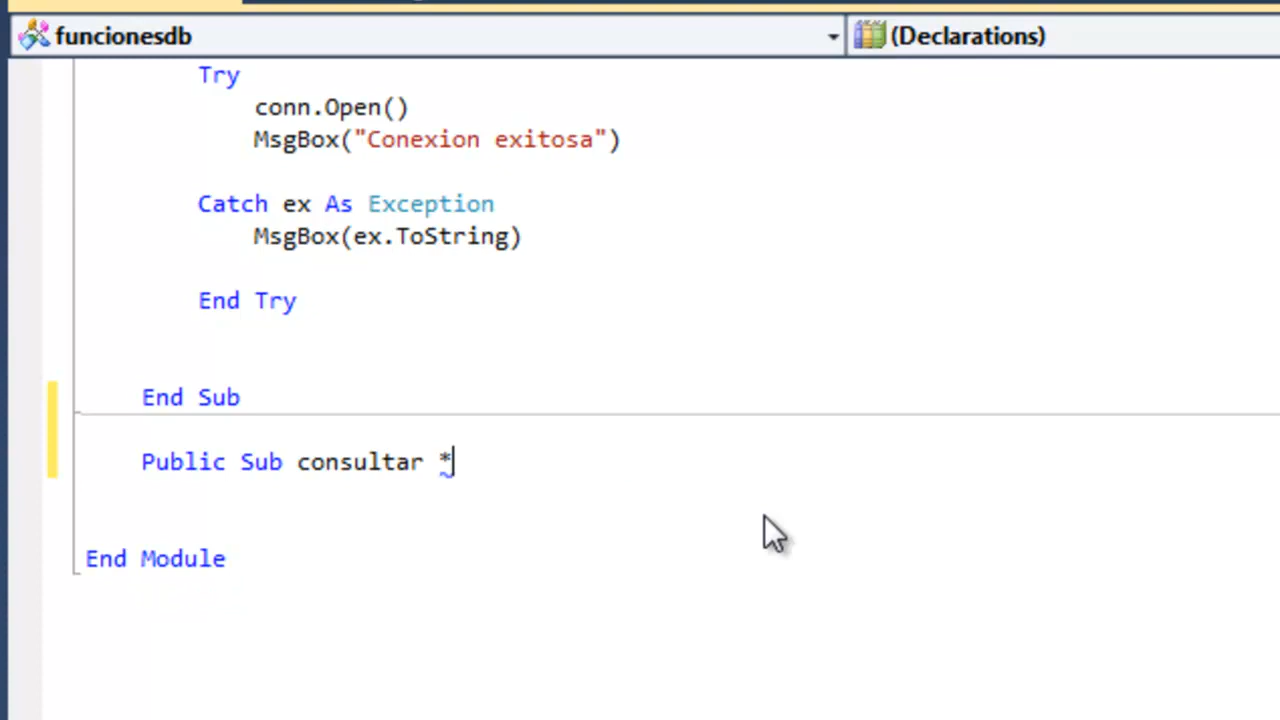 funcionesdb
(Declarations)
Try
conn.Open()
MsgBox("Conexion exitosa")
Catch ex As Exception
MsgBox(ex.ToString)
End Try
End Sub
Public Sub consultar *
End Module